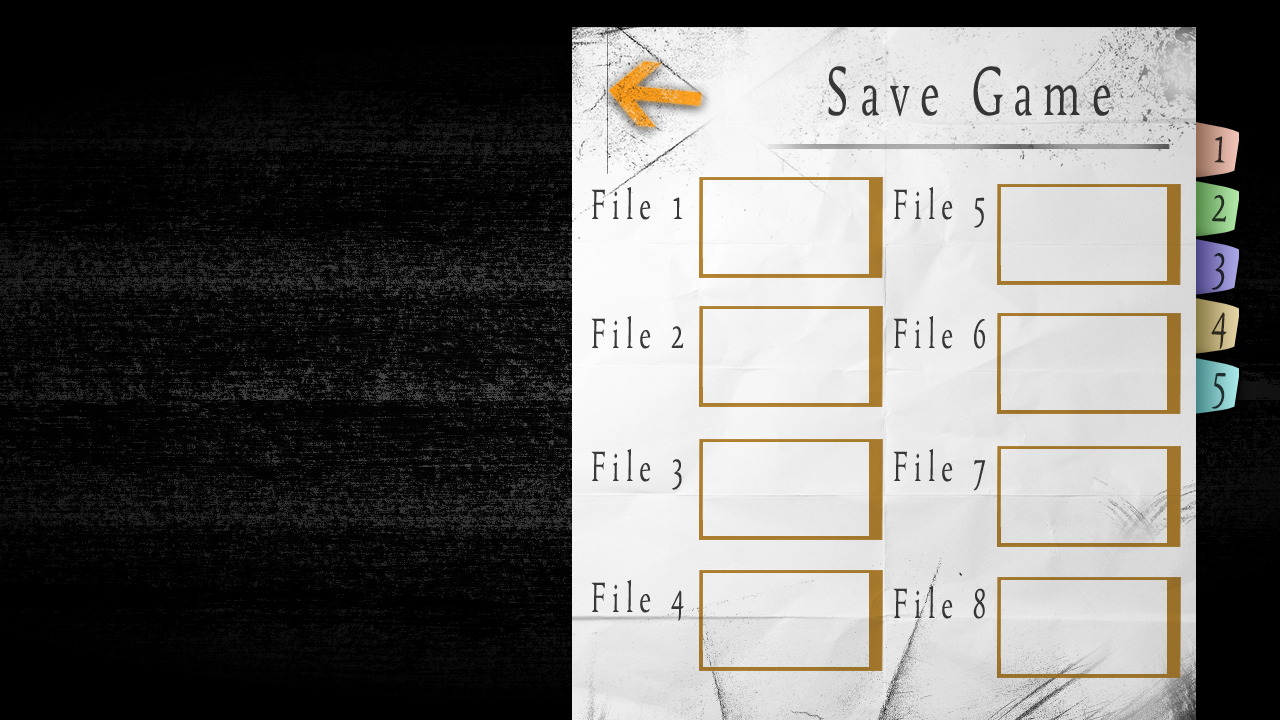 Save Game
File 1
File 2
File 3
File 4
File 5
File 6
File 7
File 8
1
2
3
4
5